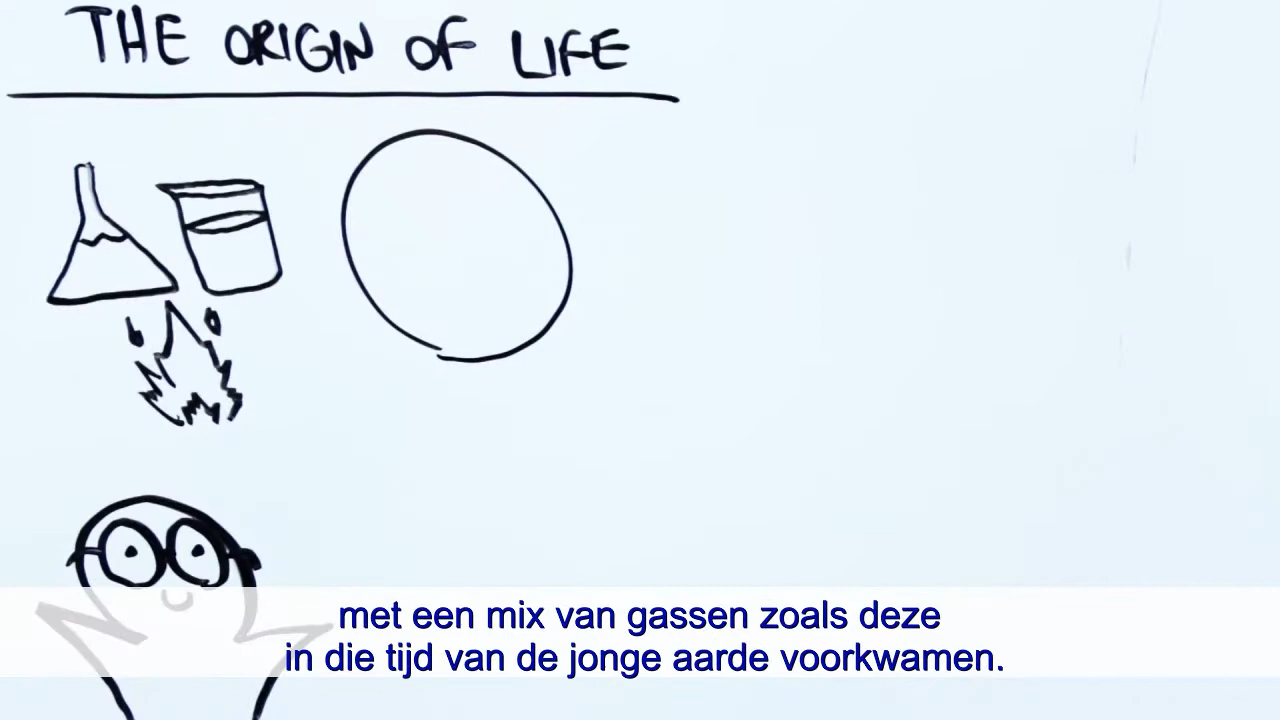 THE ORIGIN OF LIFE
met een mix van gassen zoals deze
in die tijd van de jonge aarde voorkwamen.